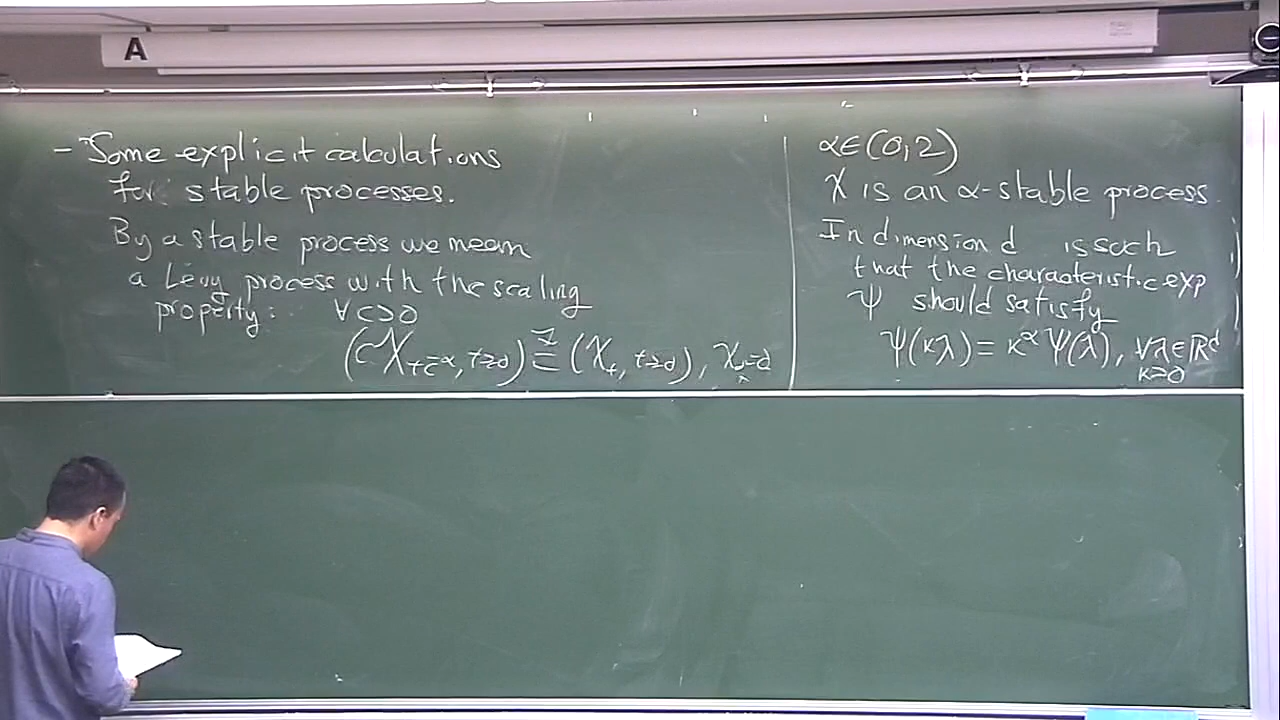 A
- Some explicit calculations
for stable processes.
By a stable process we mean
a Lévy process with the scaling
property: ∀c>0
(cX_{tc^{-α}}, t≥0) =^L (X_t, t≥0), X_0=0
α∈(0,2)
X is an α-stable process.
In dimension d is such
that the characteristic exp
Ψ should satisfy
Ψ(κλ) = κ^α Ψ(λ), ∀λ∈ℝ^d
κ>0